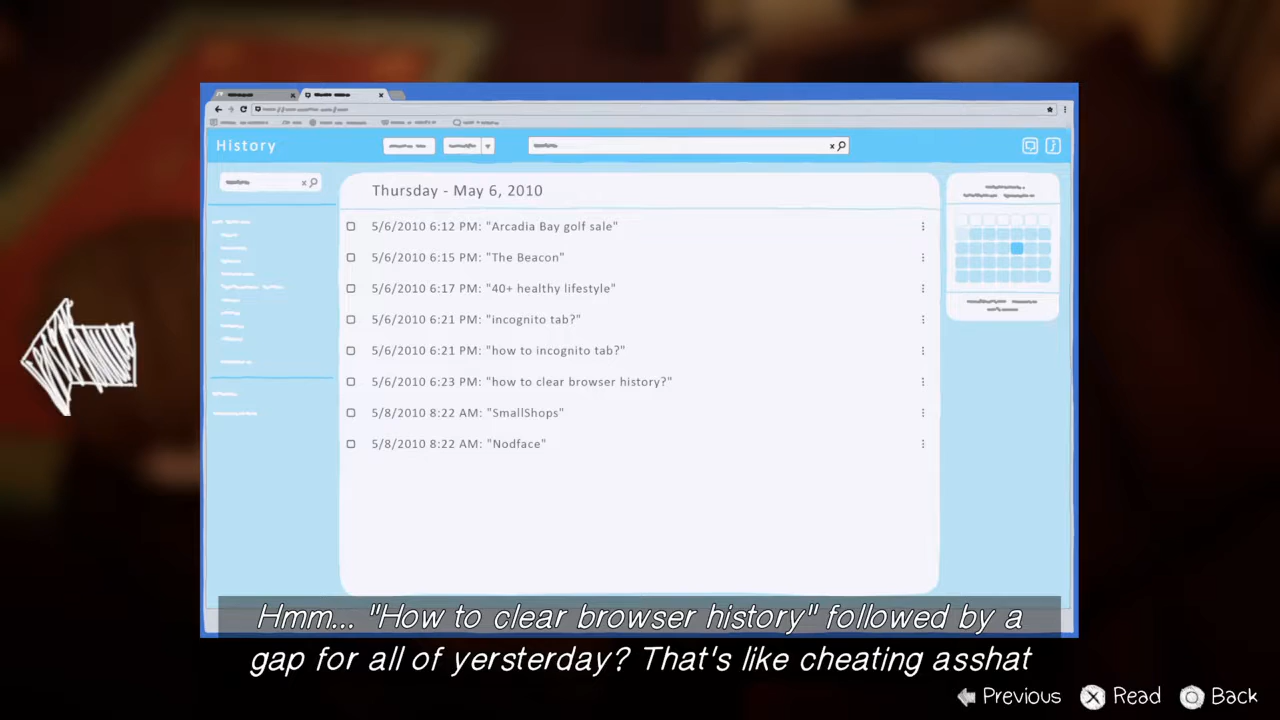 History
Thursday - May 6, 2010
5/6/2010 6:12 PM: "Arcadia Bay golf sale"
5/6/2010 6:15 PM: "The Beacon"
5/6/2010 6:17 PM: "40+ healthy lifestyle"
5/6/2010 6:21 PM: "incognito tab?"
5/6/2010 6:21 PM: "how to incognito tab?"
5/6/2010 6:23 PM: "how to clear browser history?"
5/8/2010 8:22 AM: "SmallShops"
5/8/2010 8:22 AM: "Nodface"
Hmm... "How to clear browser history" followed by a
gap for all of yersterday? That's like cheating asshat
Previous Read Back